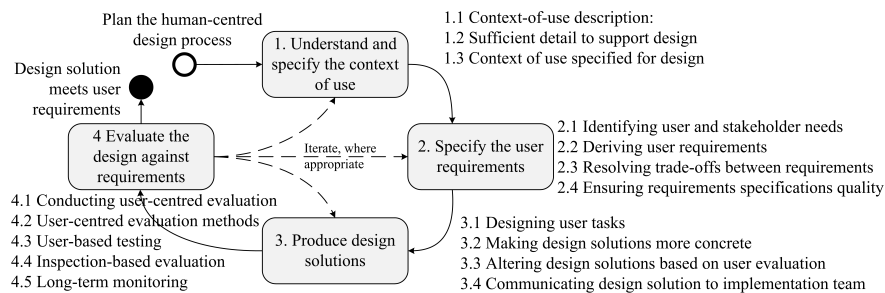 Plan the human-centred
design process
1. Understand and
specify the context
of use
1.1 Context-of-use description:
1.2 Sufficient detail to support design
1.3 Context of use specified for design
Design solution
meets user
requirements
4 Evaluate the
design against
requirements
Iterate, where
appropriate
2. Specify the user
requirements
2.1 Identifying user and stakeholder needs
2.2 Deriving user requirements
2.3 Resolving trade-offs between requirements
2.4 Ensuring requirements specifications quality
4.1 Conducting user-centred evaluation
4.2 User-centred evaluation methods
4.3 User-based testing
4.4 Inspection-based evaluation
4.5 Long-term monitoring
3. Produce design
solutions
3.1 Designing user tasks
3.2 Making design solutions more concrete
3.3 Altering design solutions based on user evaluation
3.4 Communicating design solution to implementation team